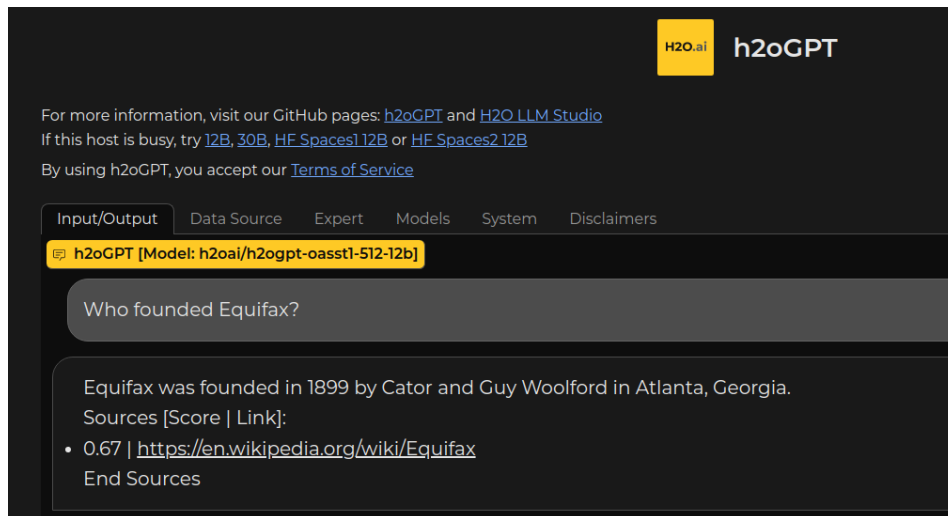 H2O.ai h2oGPT
For more information, visit our GitHub pages: h2oGPT and H2O LLM Studio
If this host is busy, try 12B, 30B, HF Spaces1 12B or HF Spaces2 12B
By using h2oGPT, you accept our Terms of Service
Input/Output Data Source Expert Models System Disclaimers
h2oGPT [Model: h2oai/h2ogpt-oasst1-512-12b]
Who founded Equifax?
Equifax was founded in 1899 by Cator and Guy Woolford in Atlanta, Georgia.
Sources [Score | Link]:
• 0.67 | https://en.wikipedia.org/wiki/Equifax
End Sources